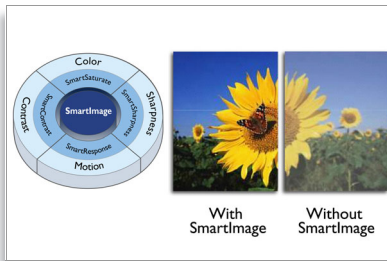 Color
SmartSaturate
Contrast
SmartContrast
SmartImage
SmartSharpness
Sharpness
SmartResponse
Motion
With
SmartImage
Without
SmartImage